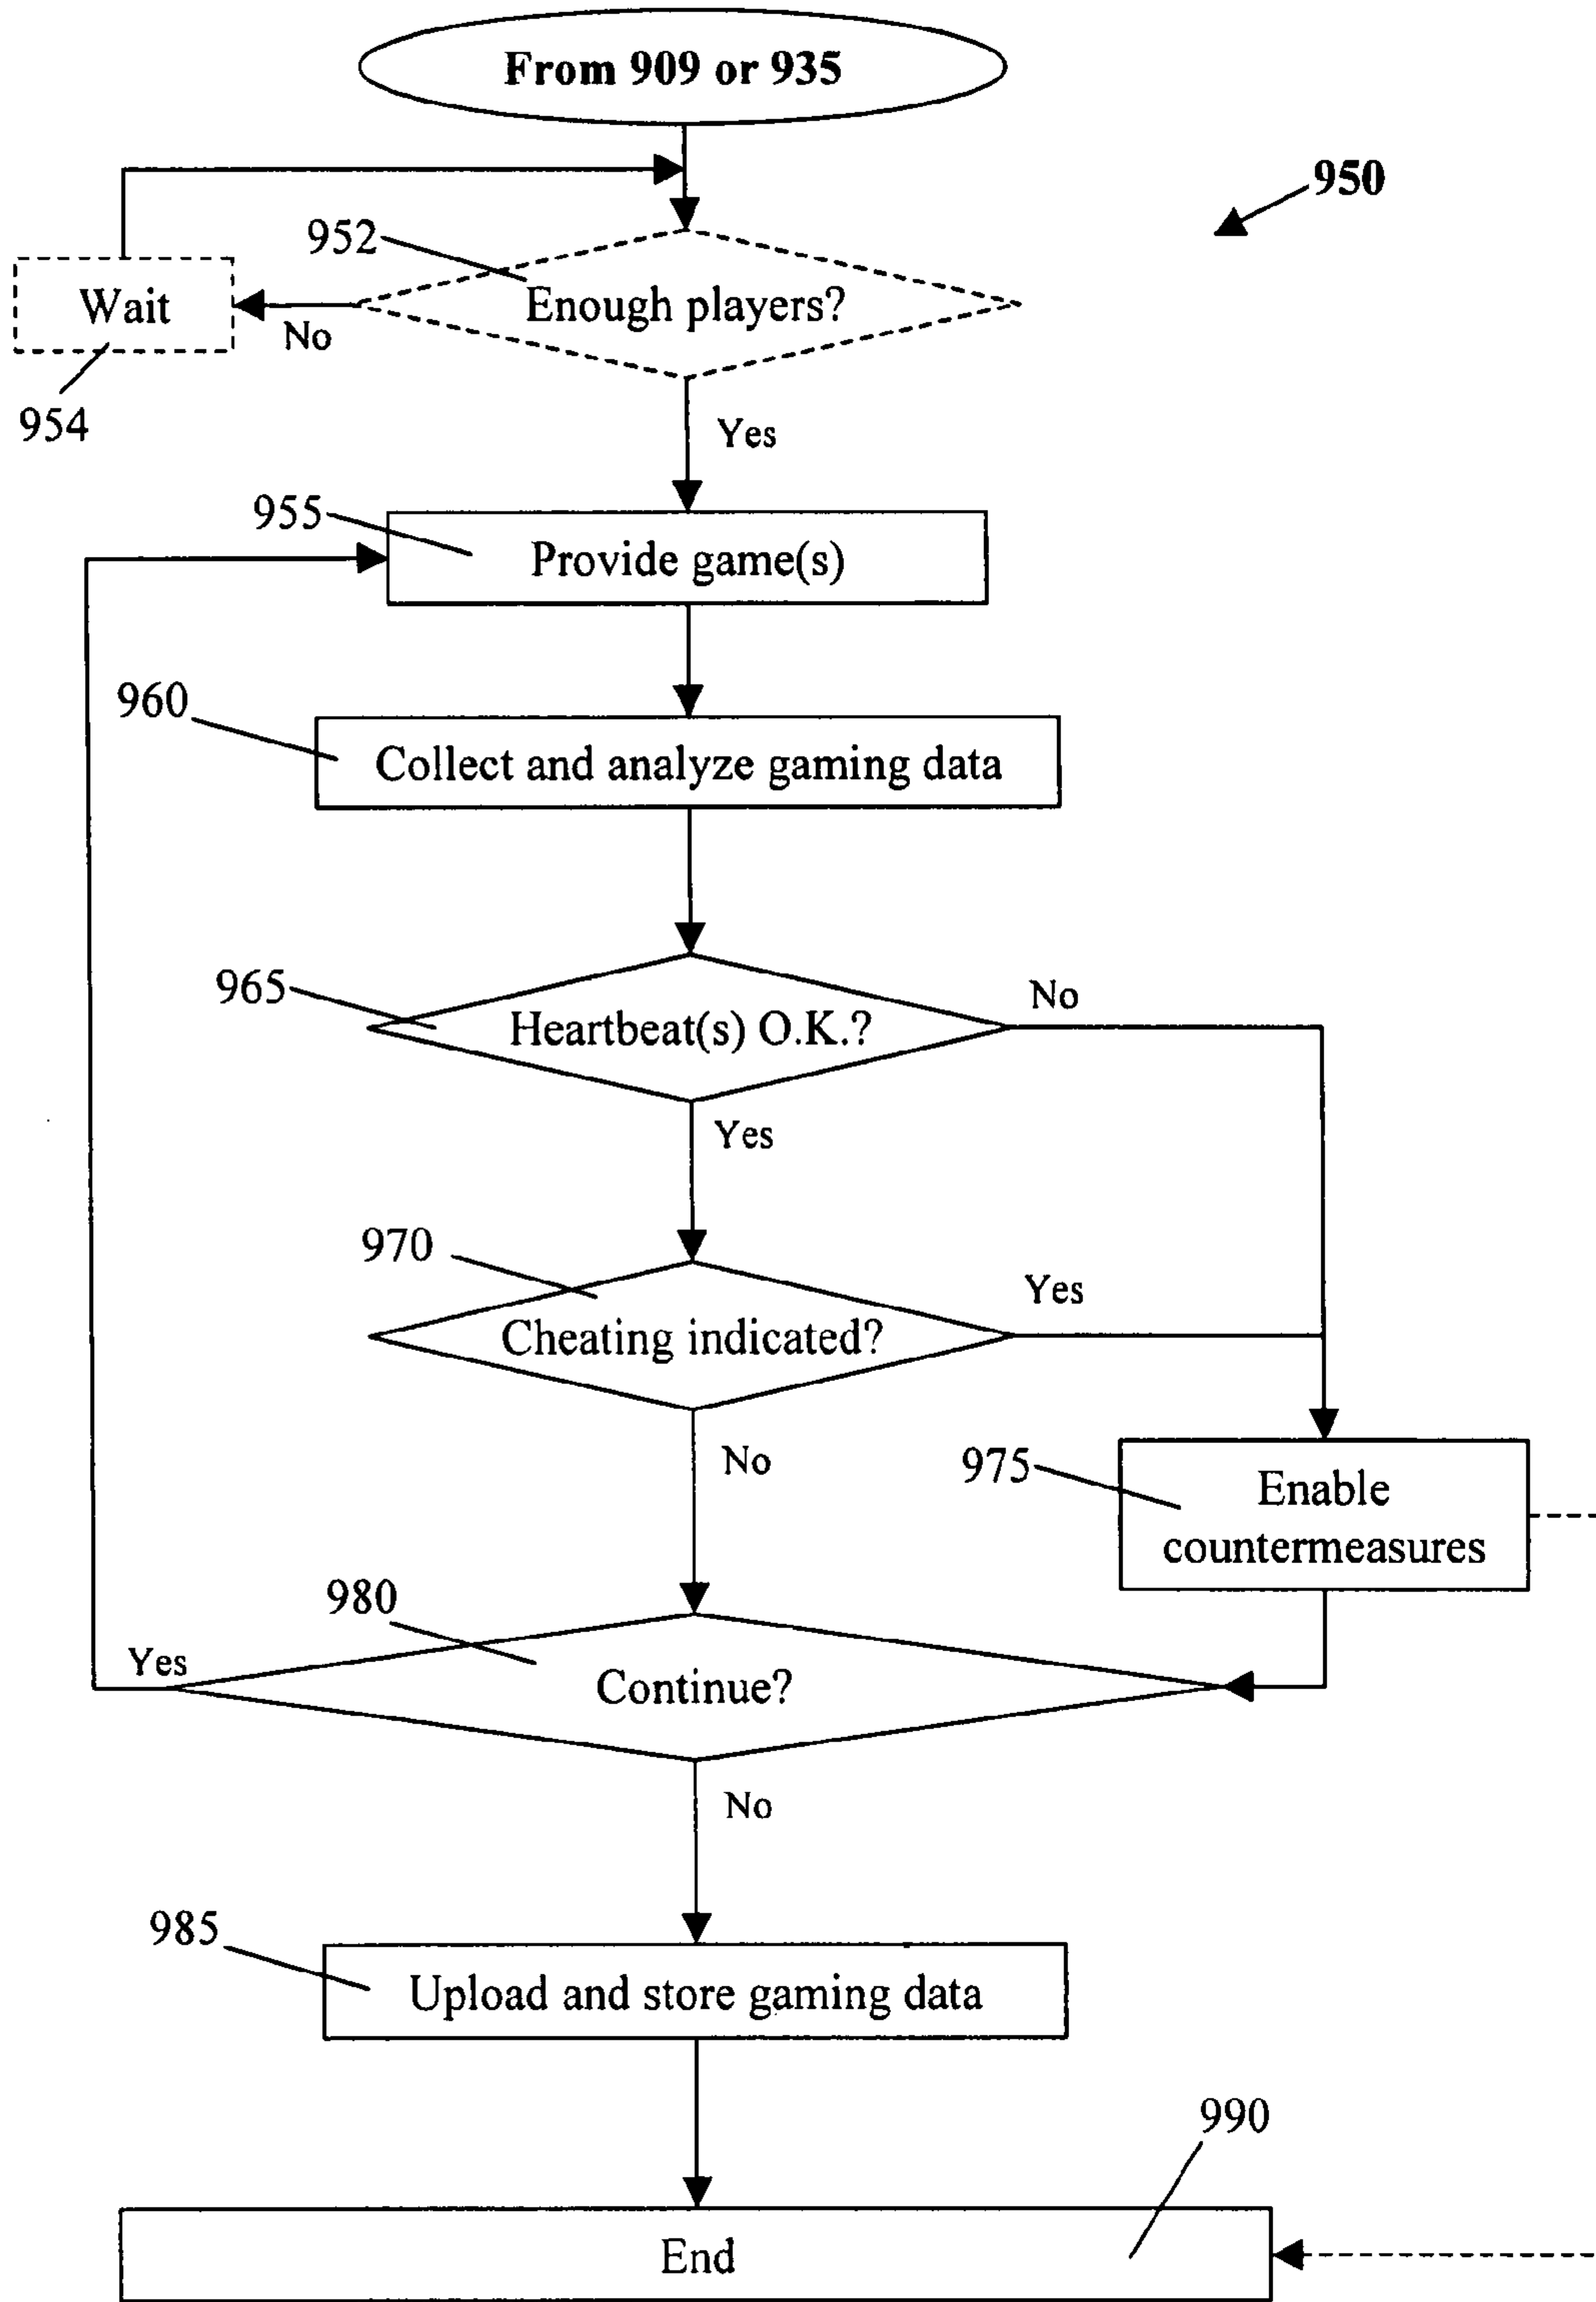 From 909 or 935
950
952
Enough players?
Wait
No
954
Yes
955
Provide game(s)
960
Collect and analyze gaming data
965
Heartbeat(s) O.K.?
No
Yes
970
Cheating indicated?
Yes
No
975
Enable
countermeasures
980
Yes
Continue?
No
985
Upload and store gaming data
990
End